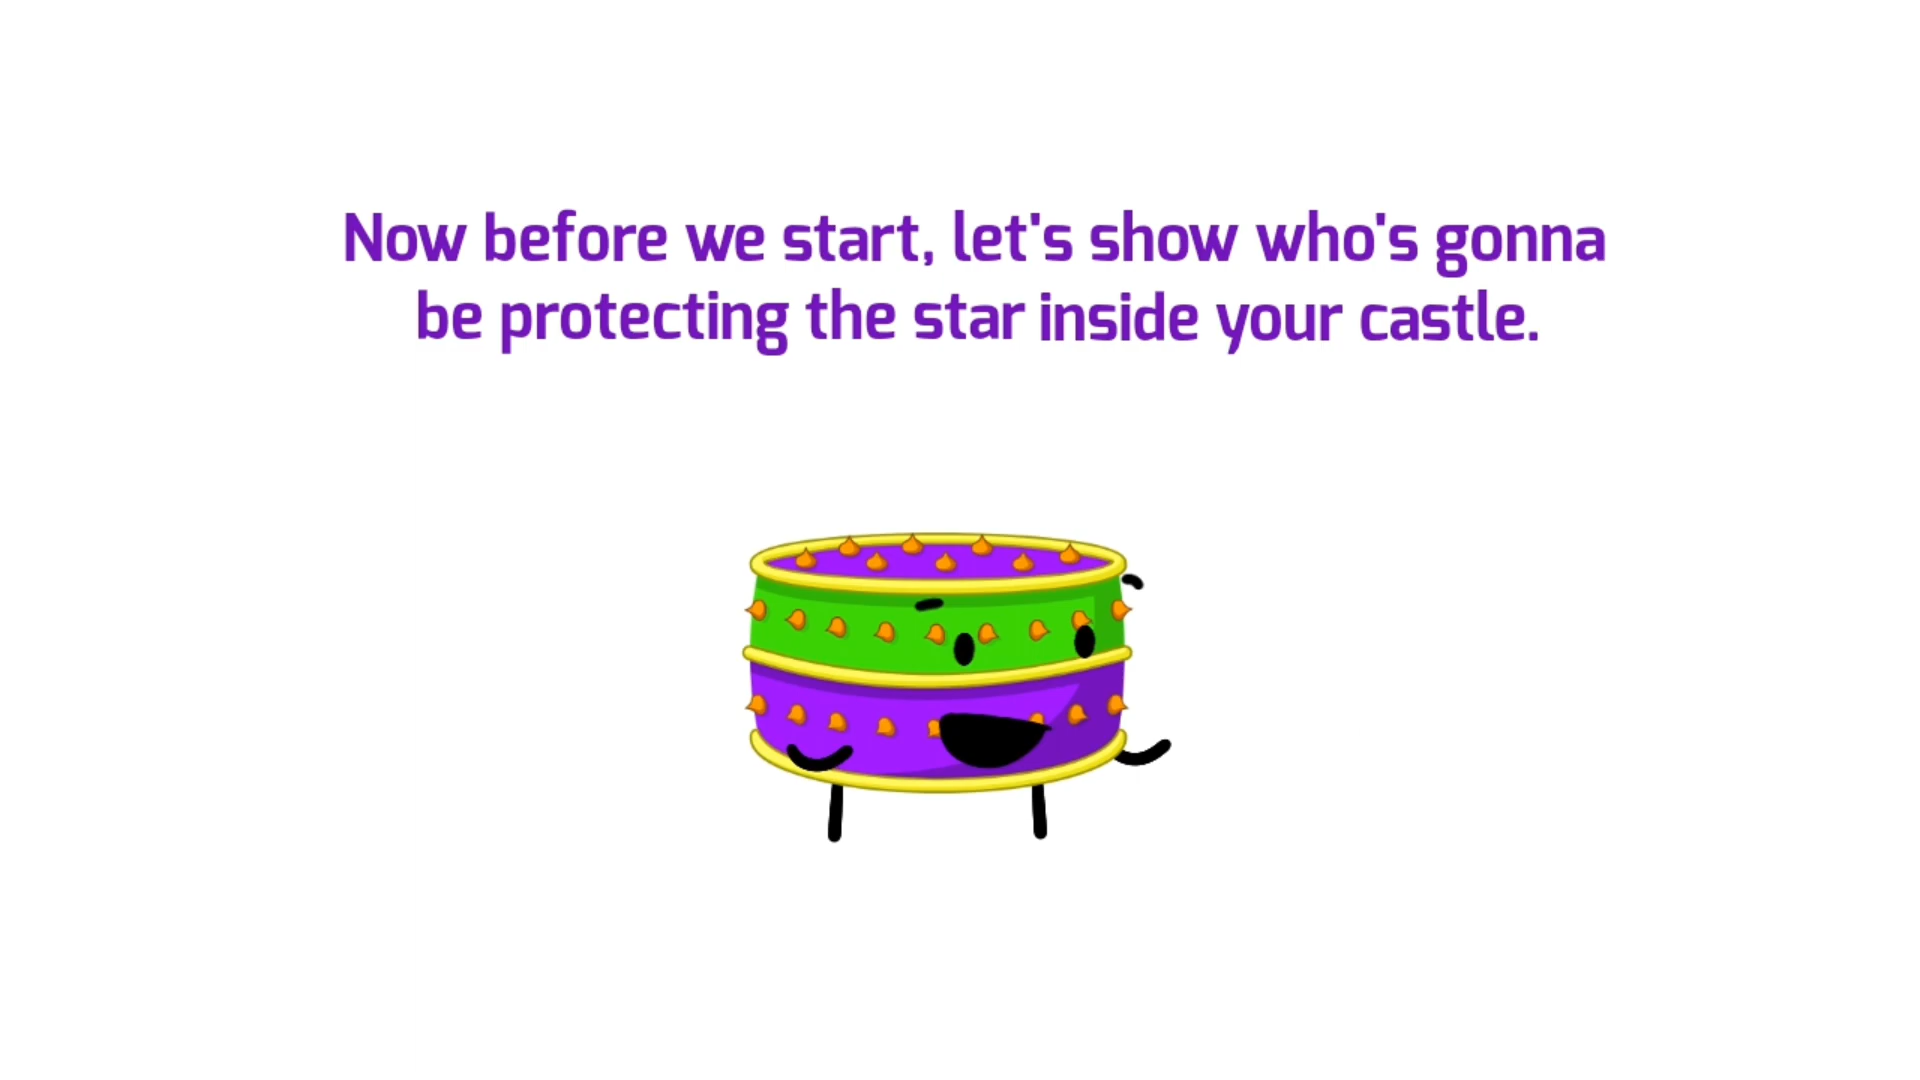 Now before we start, let's show who's gonna
be protecting the star inside your castle.